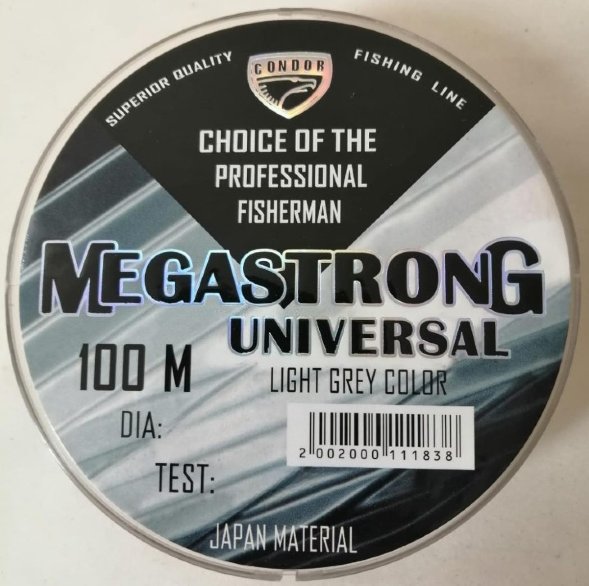 SUPERIOR QUALITY
CONDOR
FISHING LINE
CHOICE OF THE
PROFESSIONAL
FISHERMAN
MEGASTRONG
UNIVERSAL
100 M
LIGHT GREY COLOR
DIA:
2 002000 111838
TEST:
JAPAN MATERIAL